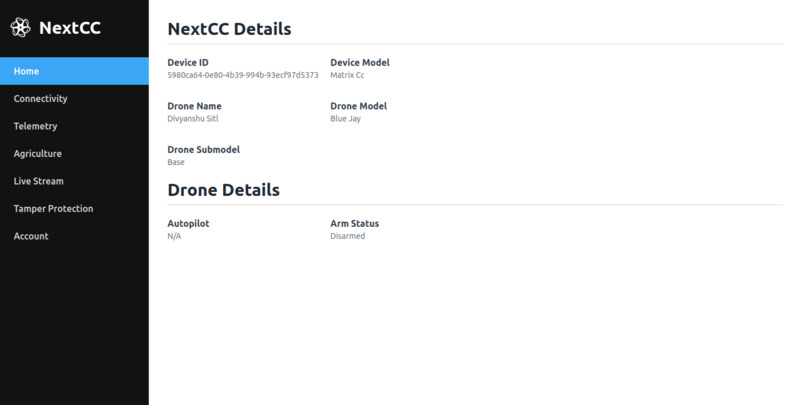 NextCC
Home
Connectivity
Telemetry
Agriculture
Live Stream
Tamper Protection
Account
NextCC Details
Device ID
5980ca64-0e80-4b39-994b-93ecf97d5373
Device Model
Matrix Cc
Drone Name
Divyanshu Sitl
Drone Model
Blue Jay
Drone Submodel
Base
Drone Details
Autopilot
N/A
Arm Status
Disarmed